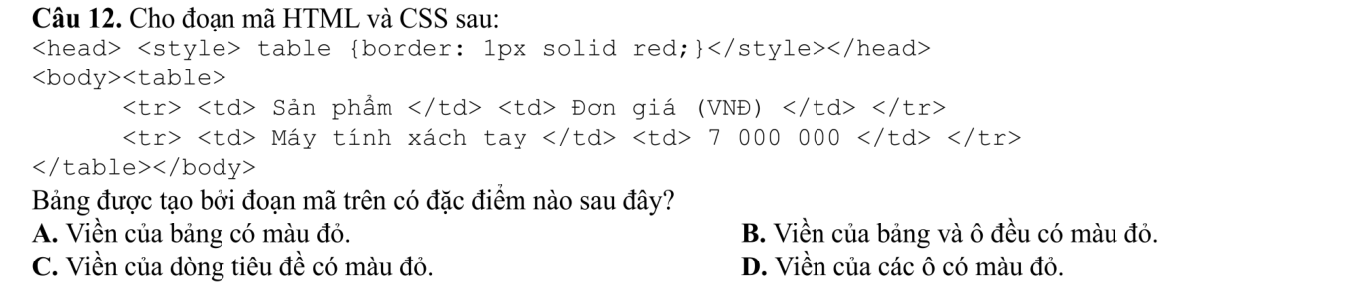 Câu 12. Cho đoạn mã HTML và CSS sau:
<head> <style> table {border: 1px solid red;}</style></head>
<body><table>
<tr> <td> Sản phẩm </td> <td> Đơn giá (VNĐ) </td> </tr>
<tr> <td> Máy tính xách tay </td> <td> 7 000 000 </td> </tr>
</table></body>
Bảng được tạo bởi đoạn mã trên có đặc điểm nào sau đây?
A. Viền của bảng có màu đỏ. B. Viền của bảng và ô đều có màu đỏ.
C. Viền của dòng tiêu đề có màu đỏ. D. Viền của các ô có màu đỏ.